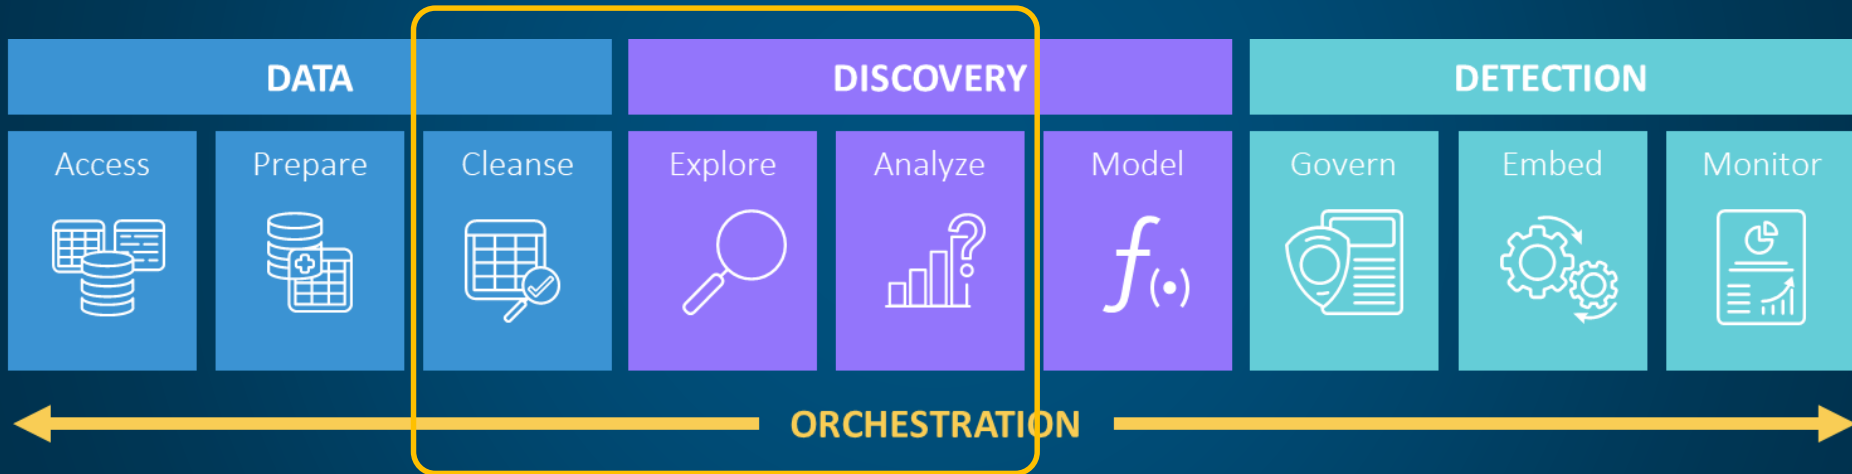 DATA
DISCOVERY
DETECTION
Access
Prepare
Cleanse
Explore
Analyze
Model
Govern
Embed
Monitor
?
f(•)
ORCHESTRATION